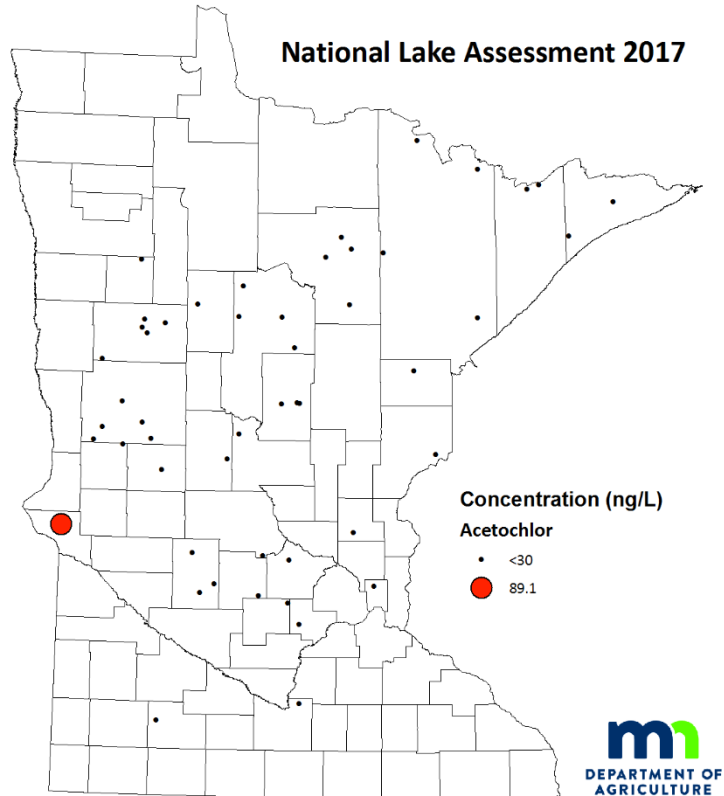 National Lake Assessment 2017
Concentration (ng/L)
Acetochlor
<30
89.1
mn
DEPARTMENT OF
AGRICULTURE